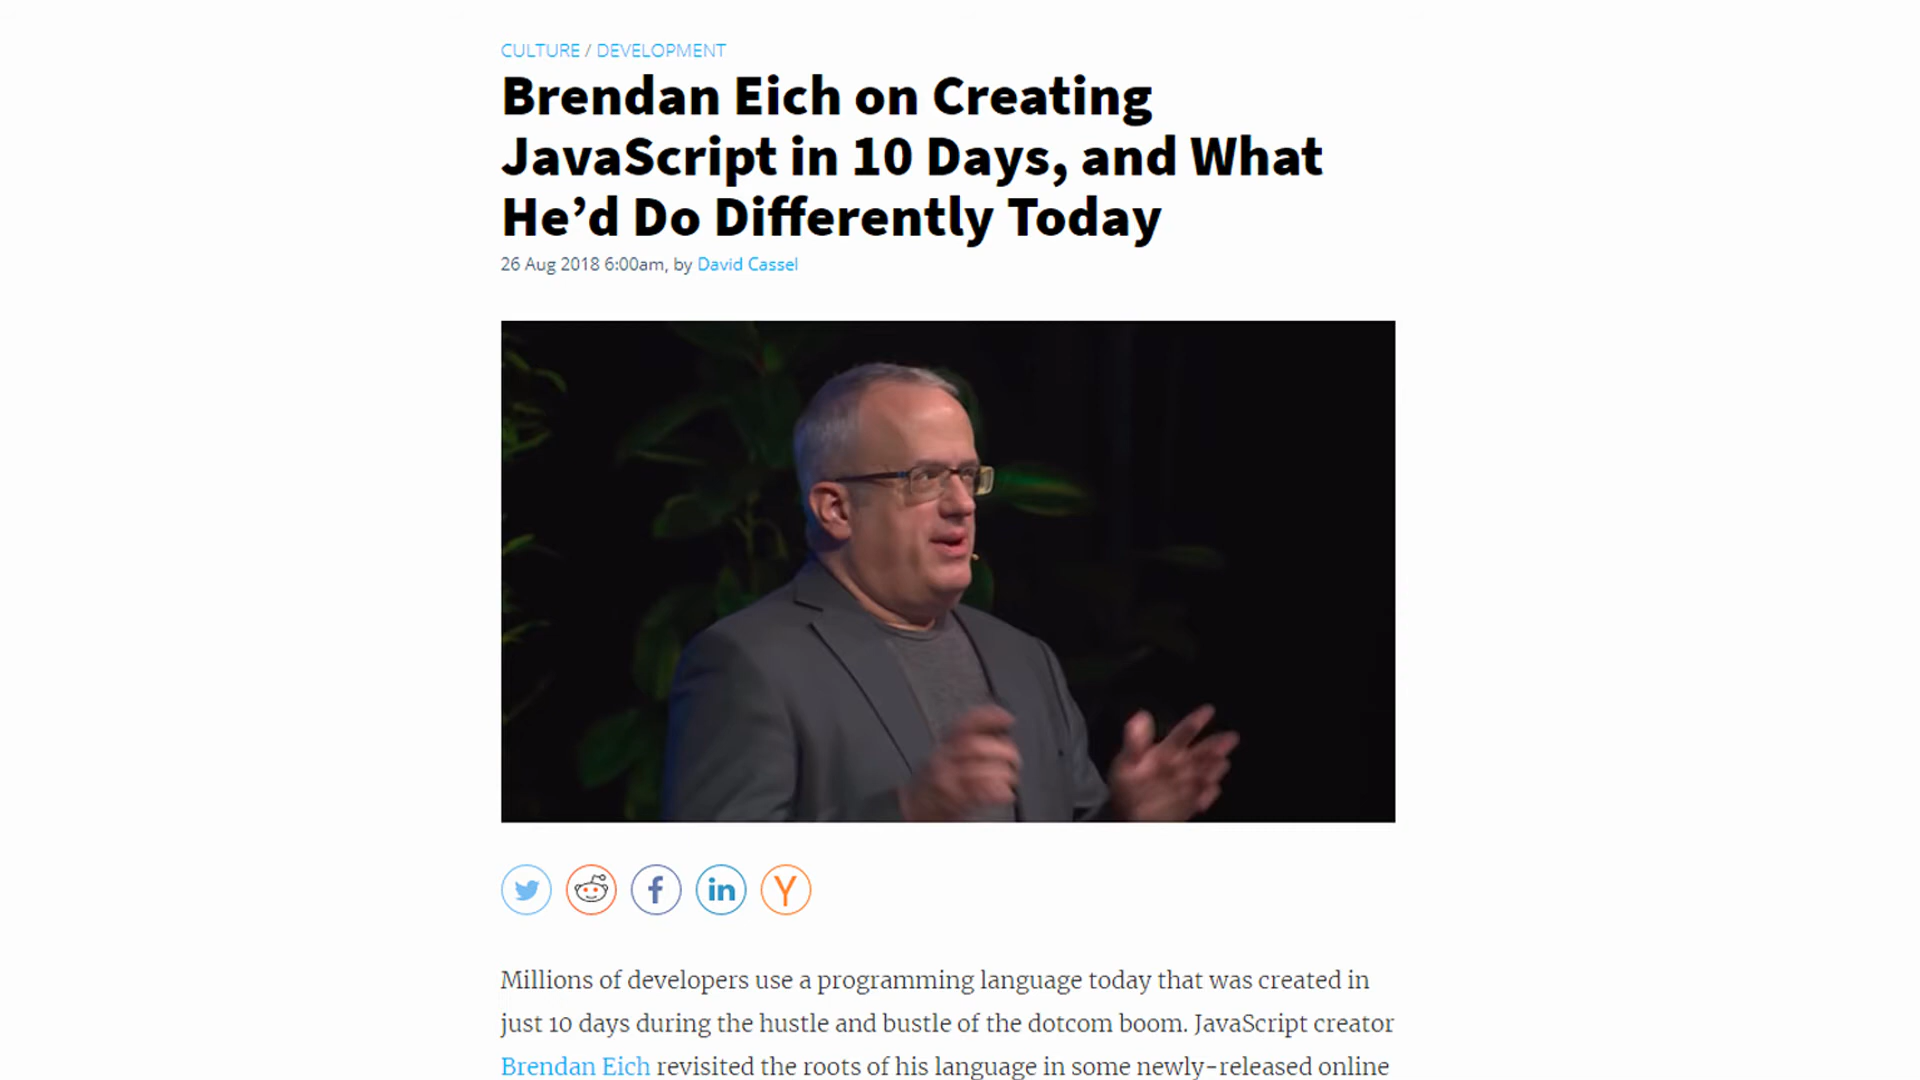 CULTURE / DEVELOPMENT
Brendan Eich on Creating
JavaScript in 10 Days, and What
He’d Do Differently Today
26 Aug 2018 6:00am, by David Cassel
Millions of developers use a programming language today that was created in
just 10 days during the hustle and bustle of the dotcom boom. JavaScript creator
Brendan Eich revisited the roots of his language in some newly-released online